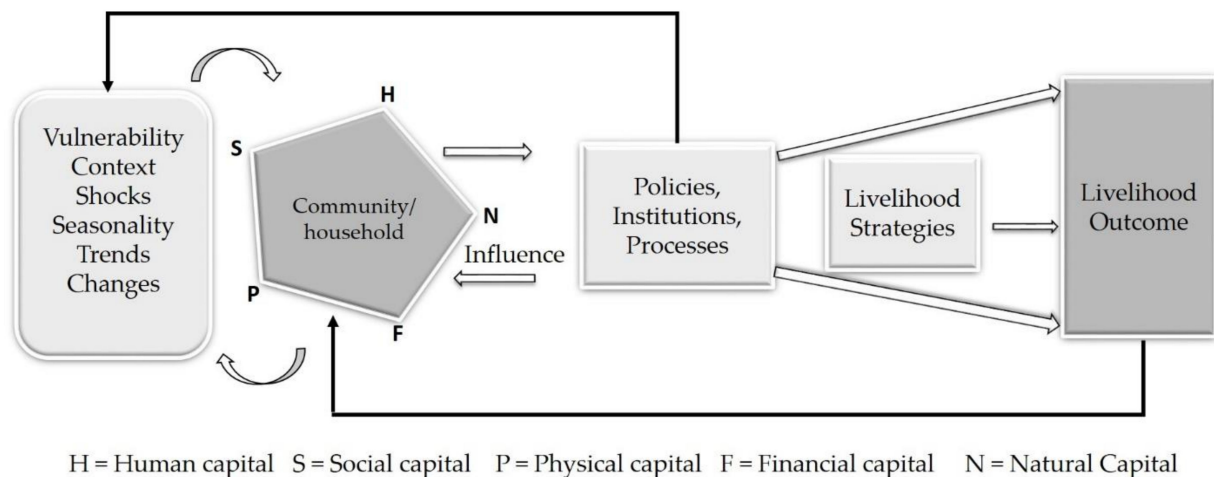 Vulnerability
Context
Shocks
Seasonality
Trends
Changes
H
S
Community/
household
N
P
F
Influence
Policies,
Institutions,
Processes
Livelihood
Strategies
Livelihood
Outcome
H = Human capital S = Social capital P = Physical capital F = Financial capital N = Natural Capital